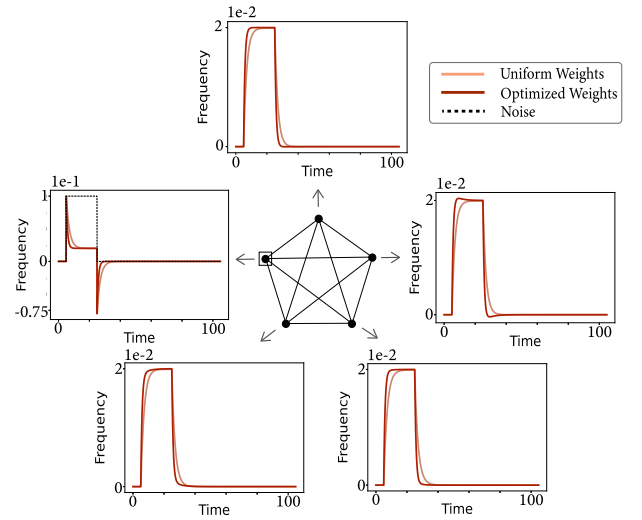 1e-2
2
Frequency
0
0
100
Time
Uniform Weights
Optimized Weights
Noise
1e-1
1
Frequency
0
-0.75
0
100
Time
1e-2
2
Frequency
0
0
100
Time
1e-2
2
Frequency
0
0
100
Time
1e-2
2
Frequency
0
0
100
Time